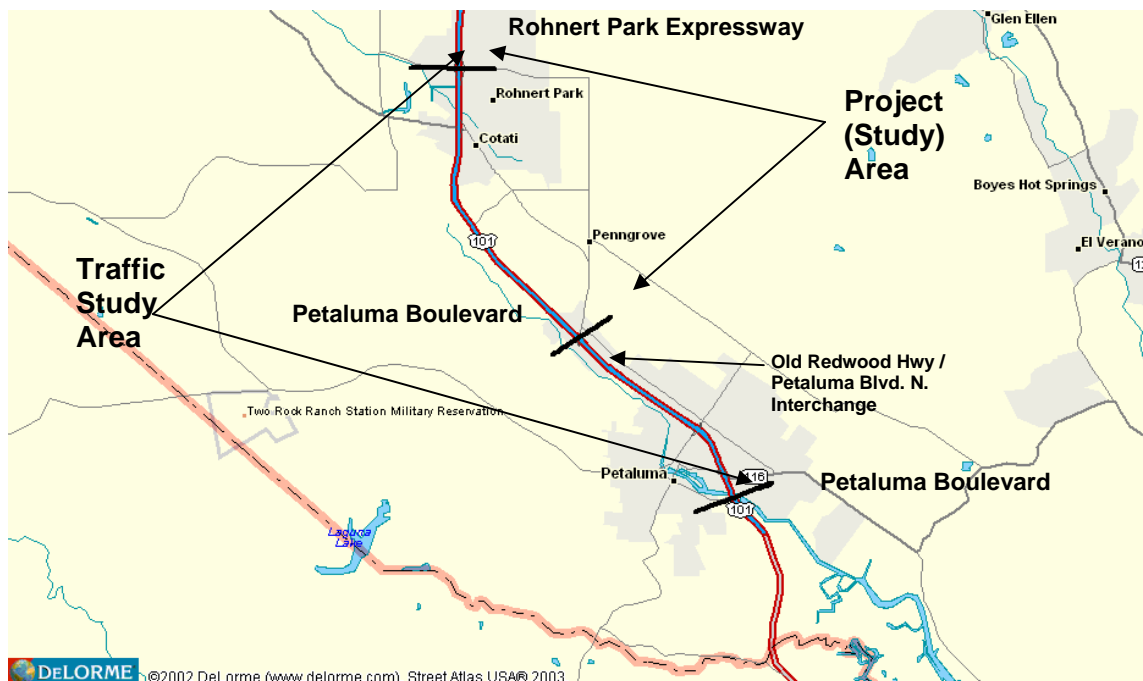 Glen Ellen
Rohnert Park Expressway
Rohnert Park
Project
(Study)
Area
Cotati
Boyes Hot Springs
101
Penngrove
El Verano
Traffic
Study
Area
Petaluma Boulevard
Old Redwood Hwy /
Petaluma Blvd. N.
Interchange
Two Rock Ranch Station Military Reservation
Petaluma
116
Petaluma Boulevard
101
Laguna
Lake
DELORME
©2002 DeLorme (www.delorme.com). Street Atlas USA® 2003